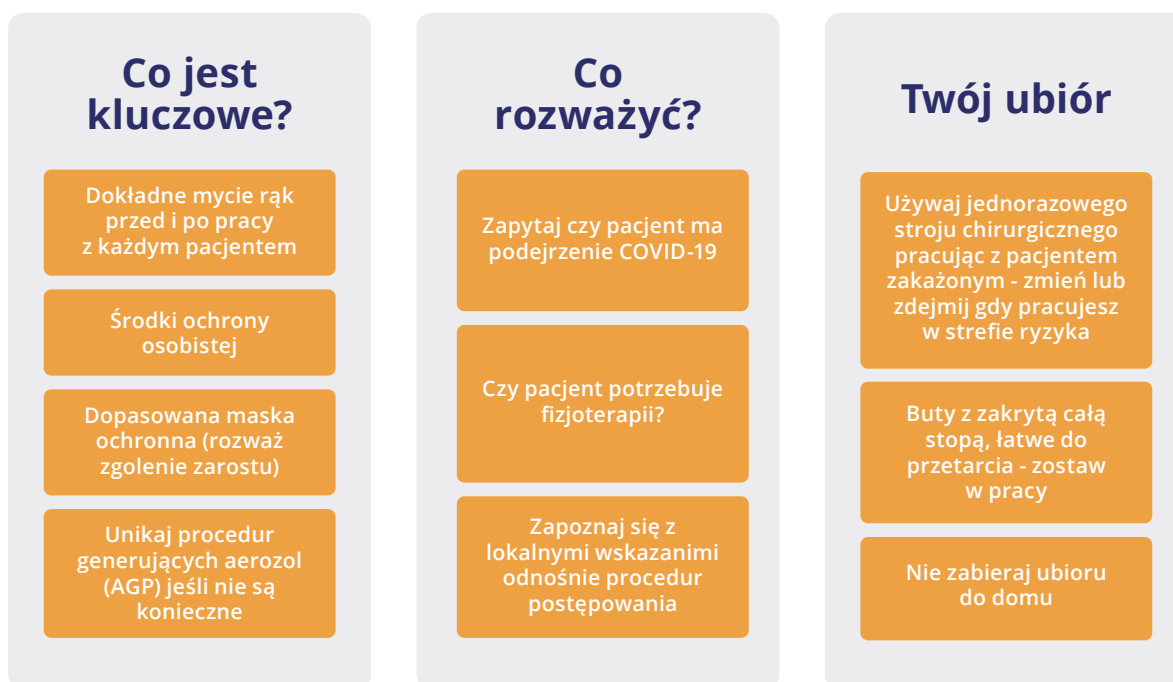 Co jest
kluczowe?
Dokładne mycie rąk
przed i po pracy
z każdym pacjentem
Środki ochrony
osobistej
Dopasowana maska
ochronna (rozważ
zgolenie zarostu)
Unikaj procedur
generujących aerozol
(AGP) jeśli nie są
konieczne
Co
rozważyć?
Zapytaj czy pacjent ma
podejrzenie COVID-19
Czy pacjent potrzebuje
fizjoterapii?
Zapoznaj się z
lokalnymi wskazanimi
odnośnie procedur
postępowania
Twój ubiór
Używaj jednorazowego
stroju chirurgicznego
pracując z pacjentem
zakażonym - zmień lub
zdejmij gdy pracujesz
w strefie ryzyka
Buty z zakrytą całą
stopą, łatwe do
przetarcia - zostaw
w pracy
Nie zabieraj ubioru
do domu